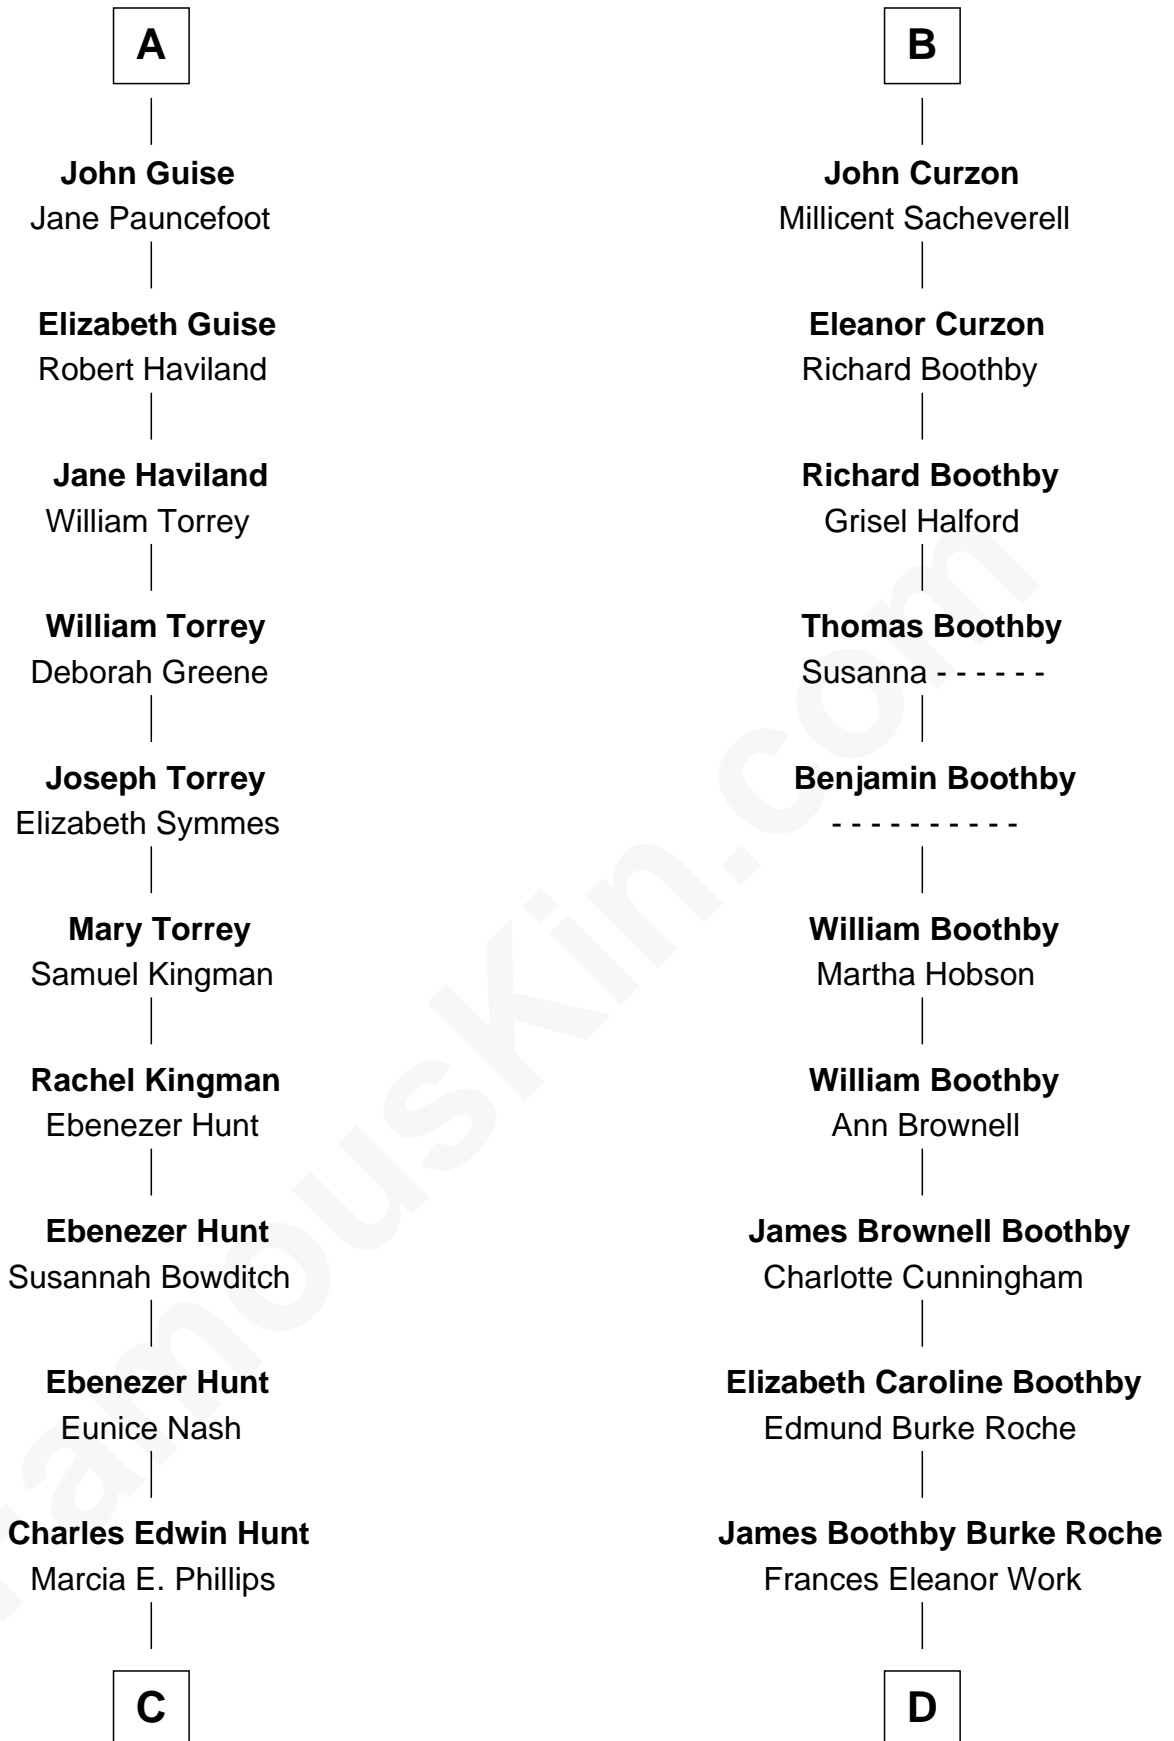 A
John Guise
Jane Pauncefoot
Elizabeth Guise
Robert Haviland
Jane Haviland
William Torrey
William Torrey
Deborah Greene
Joseph Torrey
Elizabeth Symmes
Mary Torrey
Samuel Kingman
Rachel Kingman
Ebenezer Hunt
Ebenezer Hunt
Susannah Bowditch
Ebenezer Hunt
Eunice Nash
Charles Edwin Hunt
Marcia E. Phillips
C
B
John Curzon
Millicent Sacheverell
Eleanor Curzon
Richard Boothby
Richard Boothby
Grisel Halford
Thomas Boothby
Susanna - - - - - -
Benjamin Boothby
- - - - - - - - - -
William Boothby
Martha Hobson
William Boothby
Ann Brownell
James Brownell Boothby
Charlotte Cunningham
Elizabeth Caroline Boothby
Edmund Burke Roche
James Boothby Burke Roche
Frances Eleanor Work
D
FamousKin.com